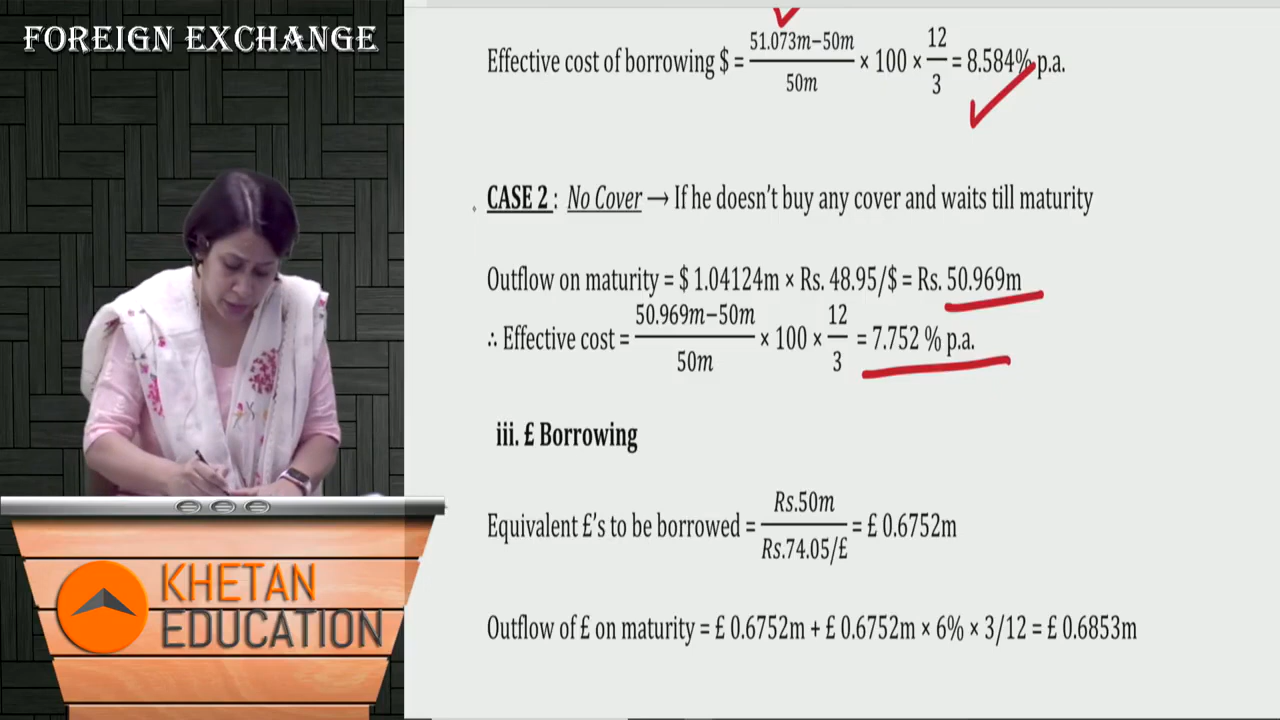 FOREIGN EXCHANGE
Effective cost of borrowing $ = (51.073m−50m)/50m × 100 × 12/3 = 8.584% p.a.
CASE 2 : No Cover → If he doesn't buy any cover and waits till maturity
Outflow on maturity = $ 1.04124m × Rs. 48.95/$ = Rs. 50.969m
∴ Effective cost = (50.969m−50m)/50m × 100 × 12/3 = 7.752 % p.a.
iii. £ Borrowing
Equivalent £'s to be borrowed = Rs.50m/Rs.74.05/£ = £ 0.6752m
Outflow of £ on maturity = £ 0.6752m + £ 0.6752m × 6% × 3/12 = £ 0.6853m
KHETAN
EDUCATION